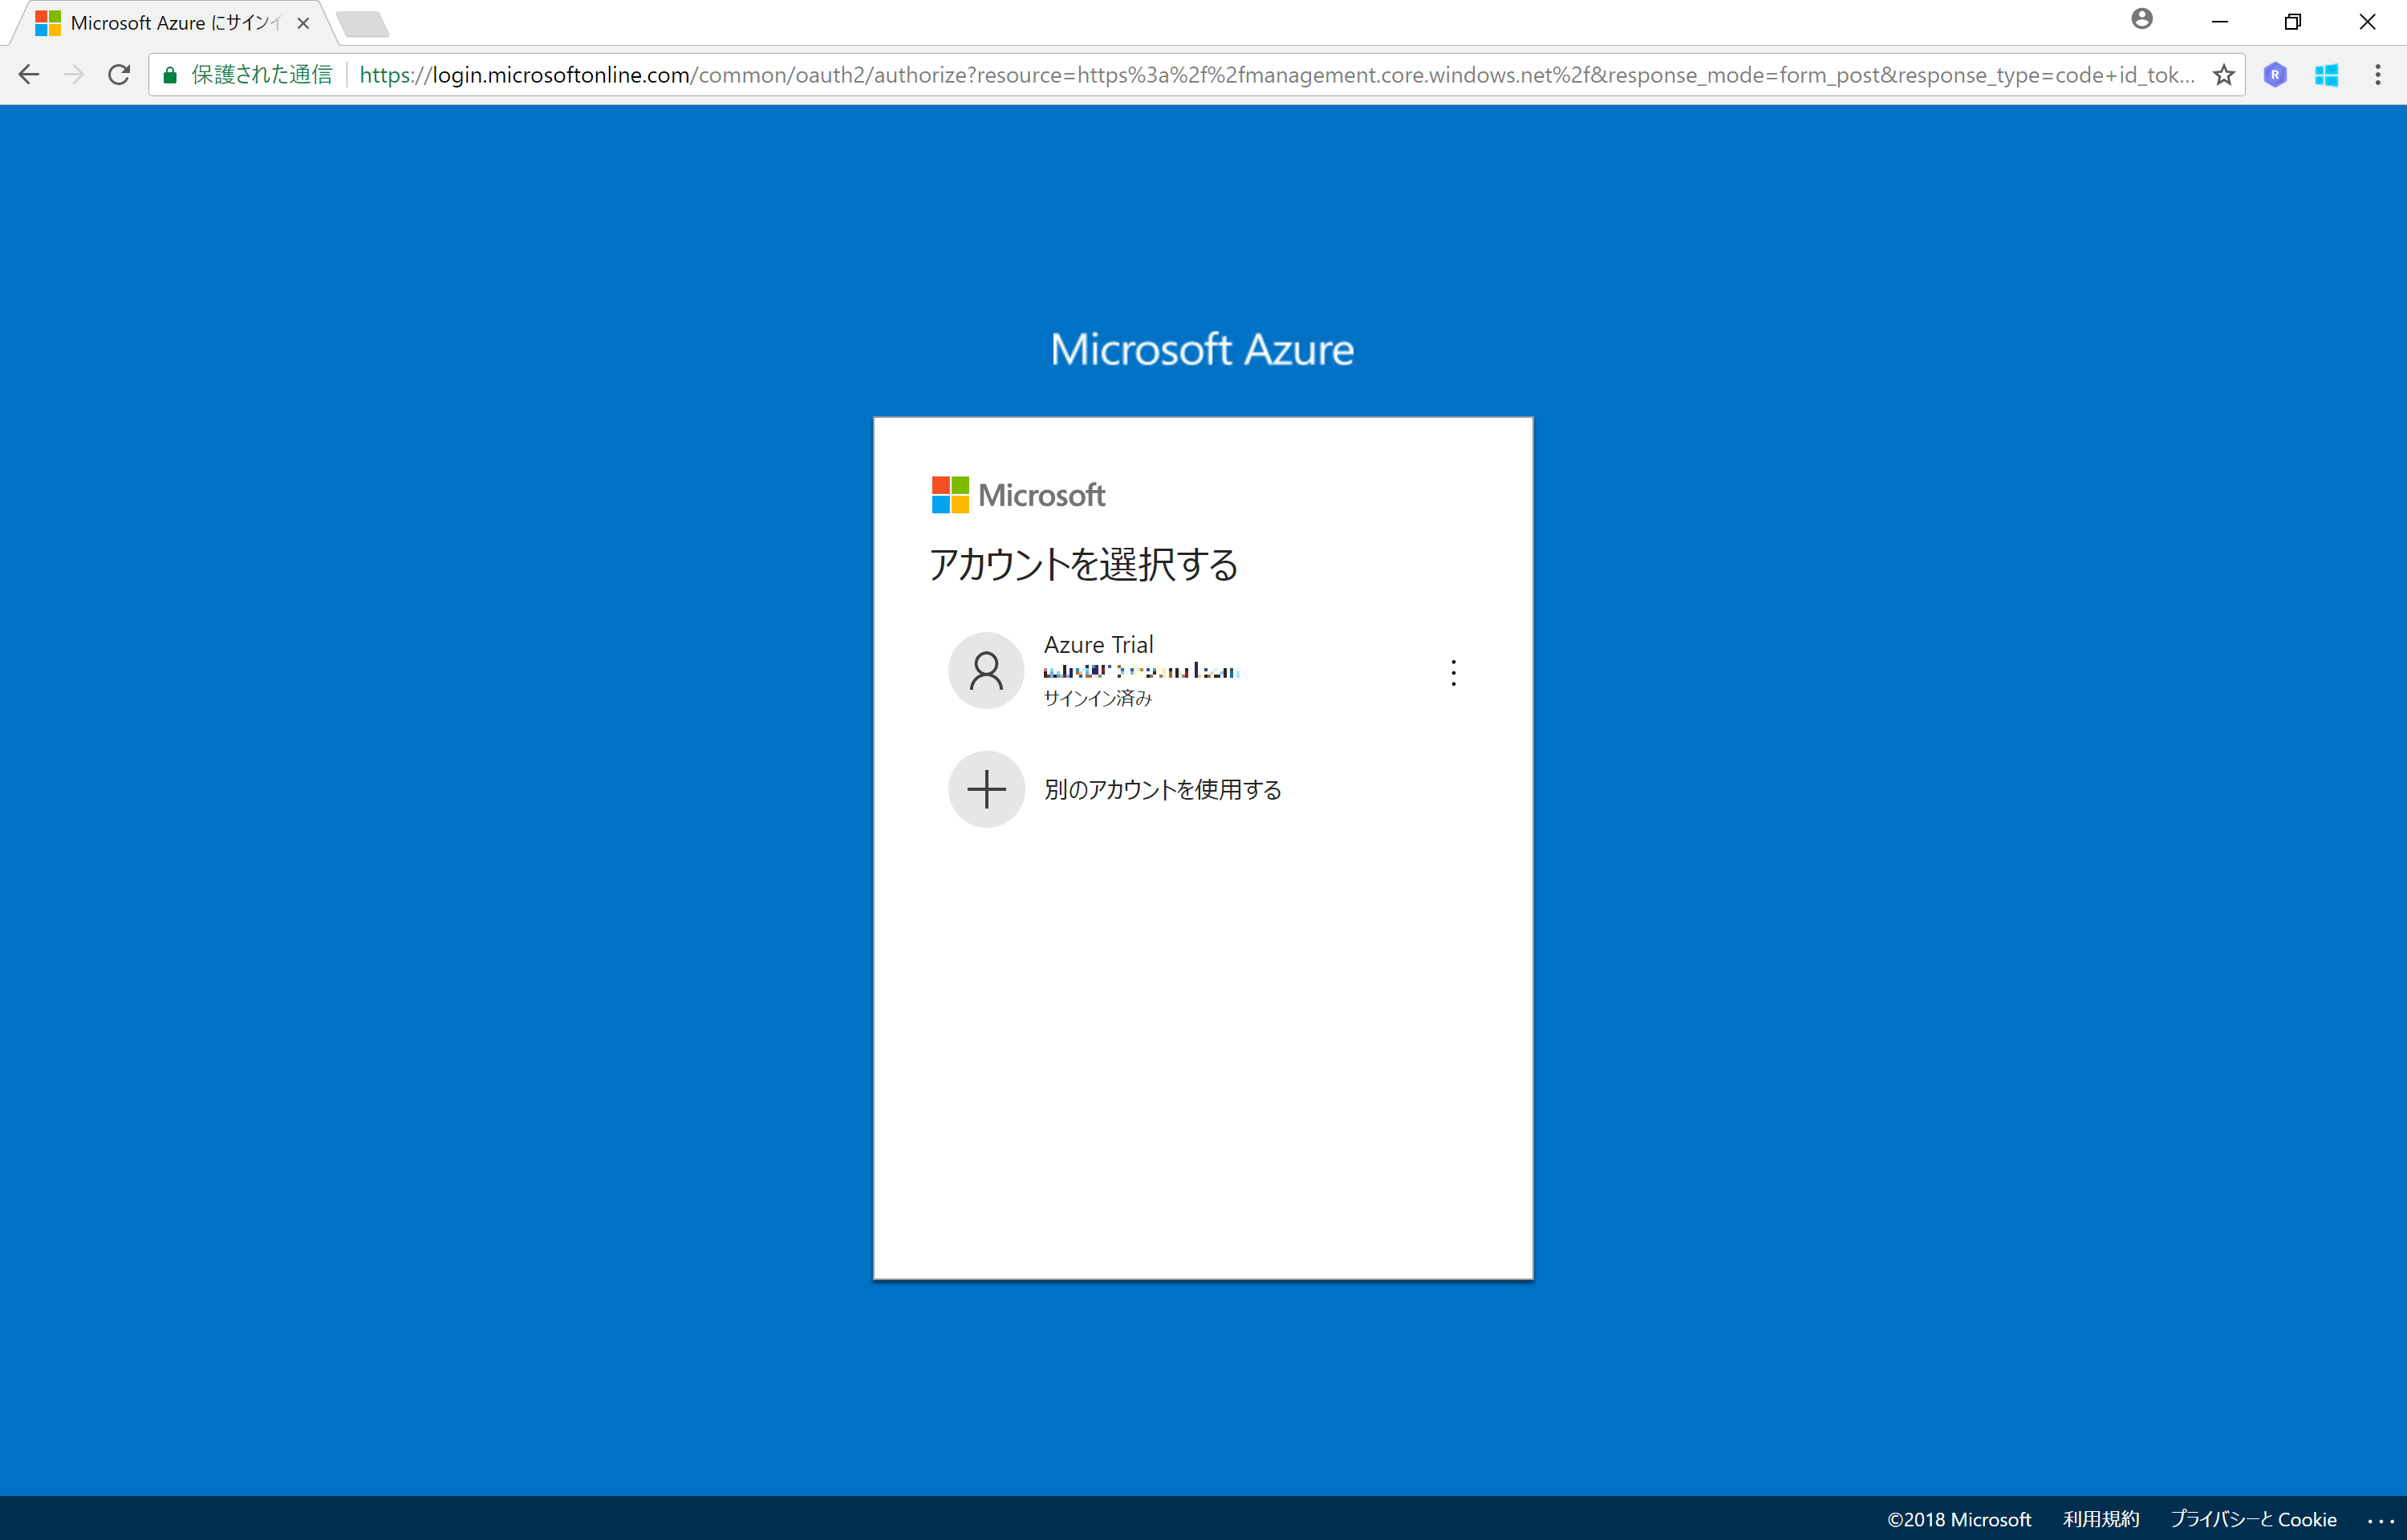 Microsoft Azure にサインイ
保護された通信
https://login.microsoftonline.com/common/oauth2/authorize?resource=https%3a%2f%2fmanagement.core.windows.net%2f&response_mode=form_post&response_type=code+id_tok...
R
Microsoft Azure
Microsoft
アカウントを選択する
Azure Trial
サインイン済み
別のアカウントを使用する
©2018 Microsoft 利用規約 プライバシーと Cookie ...